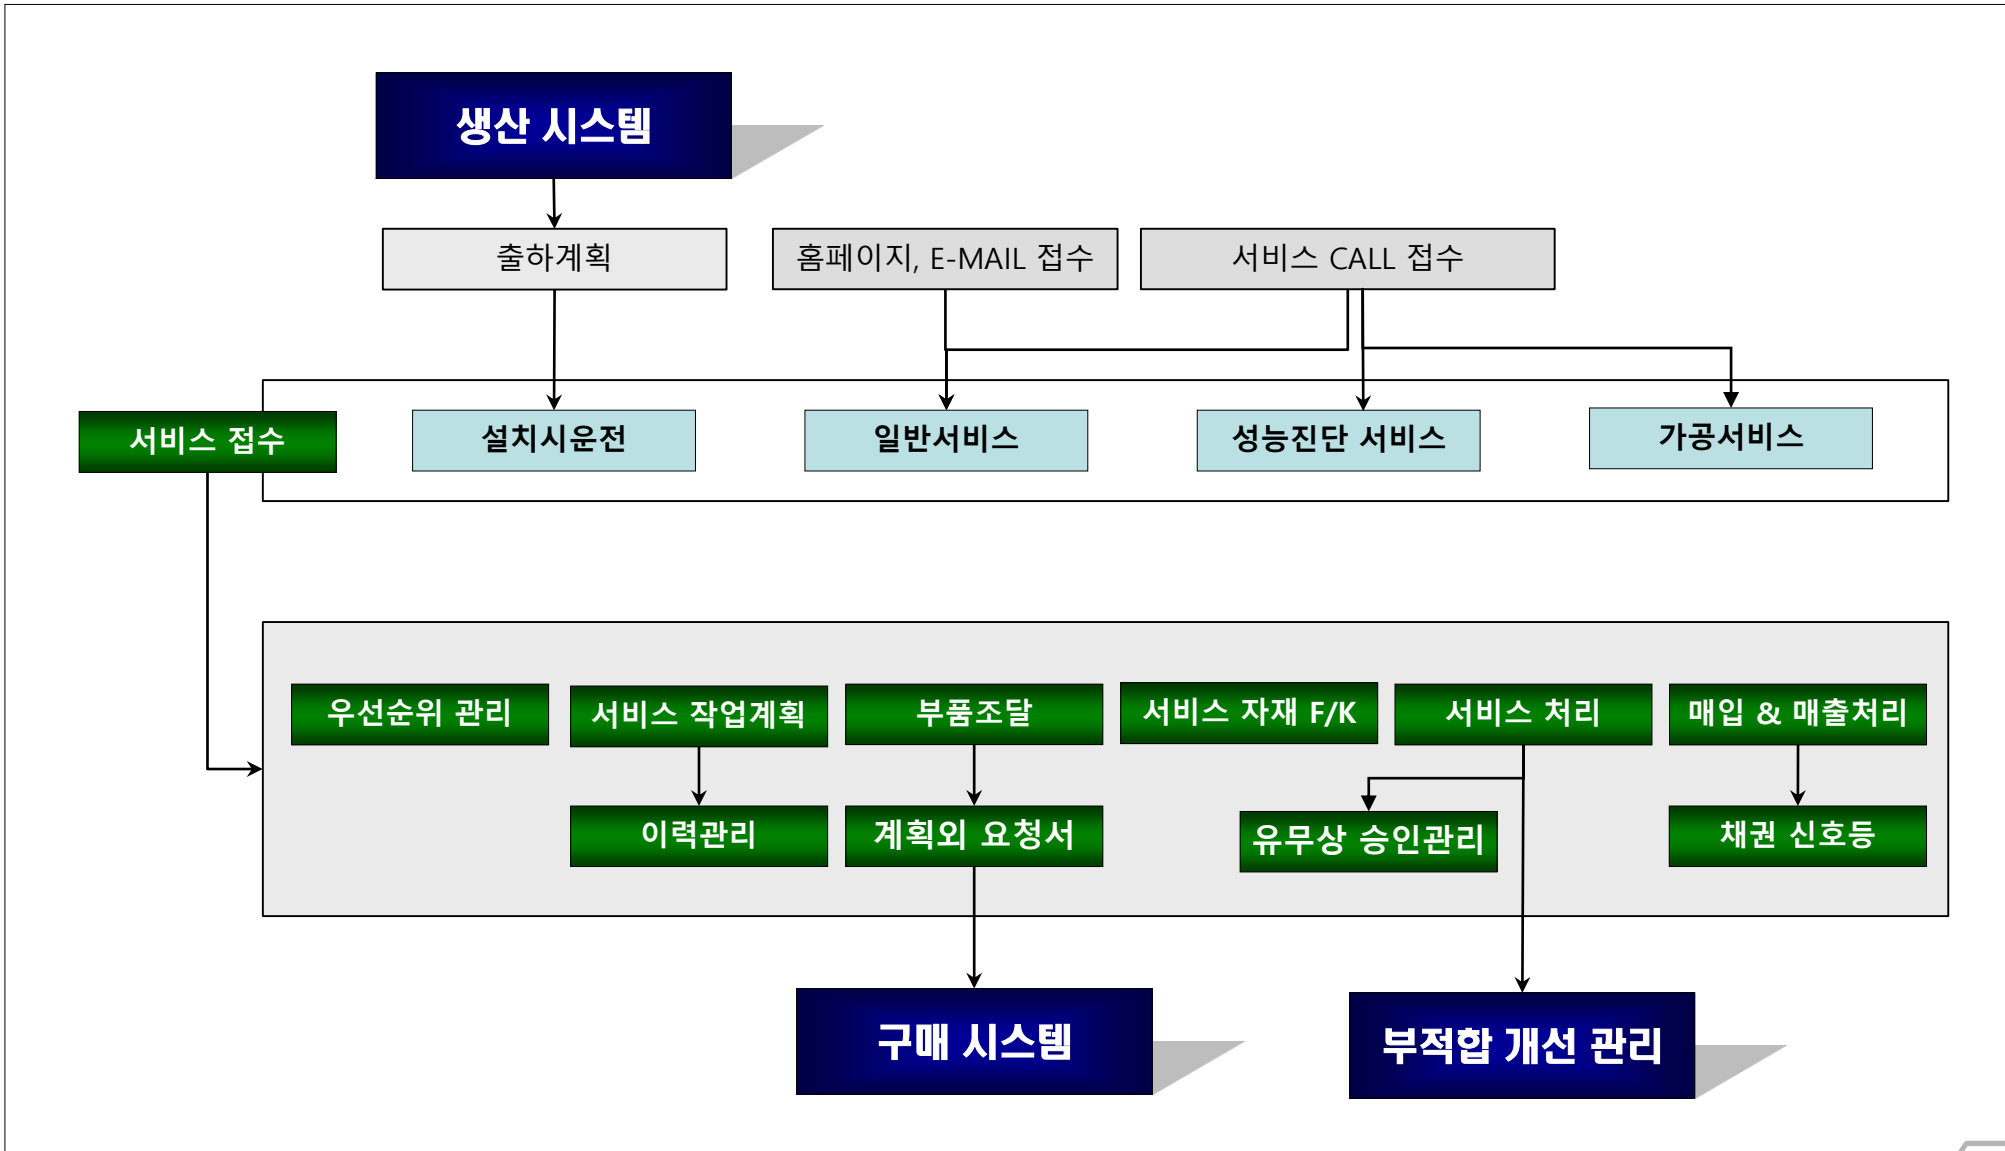 생산 시스템
출하계획
홈페이지, E-MAIL 접수
서비스 CALL 접수
서비스 접수
설치시운전
일반서비스
성능진단 서비스
가공서비스
우선순위 관리
서비스 작업계획
부품조달
서비스 자재 F/K
서비스 처리
매입 & 매출처리
이력관리
계획외 요청서
유무상 승인관리
채권 신호등
구매 시스템
부적합 개선 관리